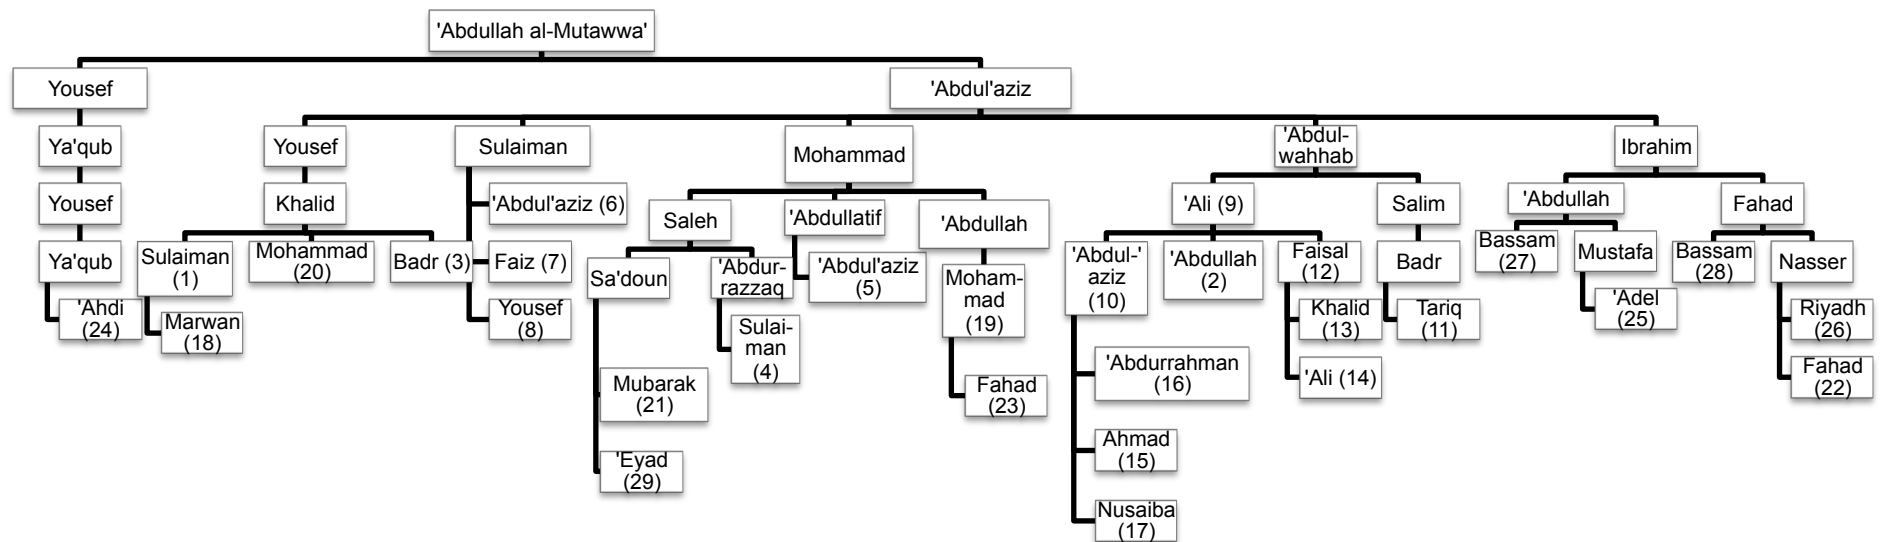 'Abdullah al-Mutawwa'
Yousef
'Abdul'aziz
Ya'qub
Yousef
Sulaiman
Mohammad
'Abdul-
wahhab
Ibrahim
Yousef
Khalid
'Abdul'aziz (6)
Saleh
'Abdullatif
'Abdullah
'Ali (9)
Salim
'Abdullah
Fahad
Ya'qub
Sulaiman
(1)
Mohammad
(20)
Badr (3)
Faiz (7)
Sa'doun
'Abdur-
razzaq
'Abdul'aziz
(5)
Moham-
mad
(19)
'Abdul-'
aziz
(10)
'Abdullah
(2)
Faisal
(12)
Badr
Bassam
(27)
Mustafa
Bassam
(28)
Nasser
'Ahdi
(24)
Marwan
(18)
Yousef
(8)
Sulai-
man
(4)
Khalid
(13)
Tariq
(11)
'Adel
(25)
Riyadh
(26)
Mubarak
(21)
Fahad
(23)
'Abdurrahman
(16)
'Ali (14)
Fahad
(22)
'Eyad
(29)
Ahmad
(15)
Nusaiba
(17)